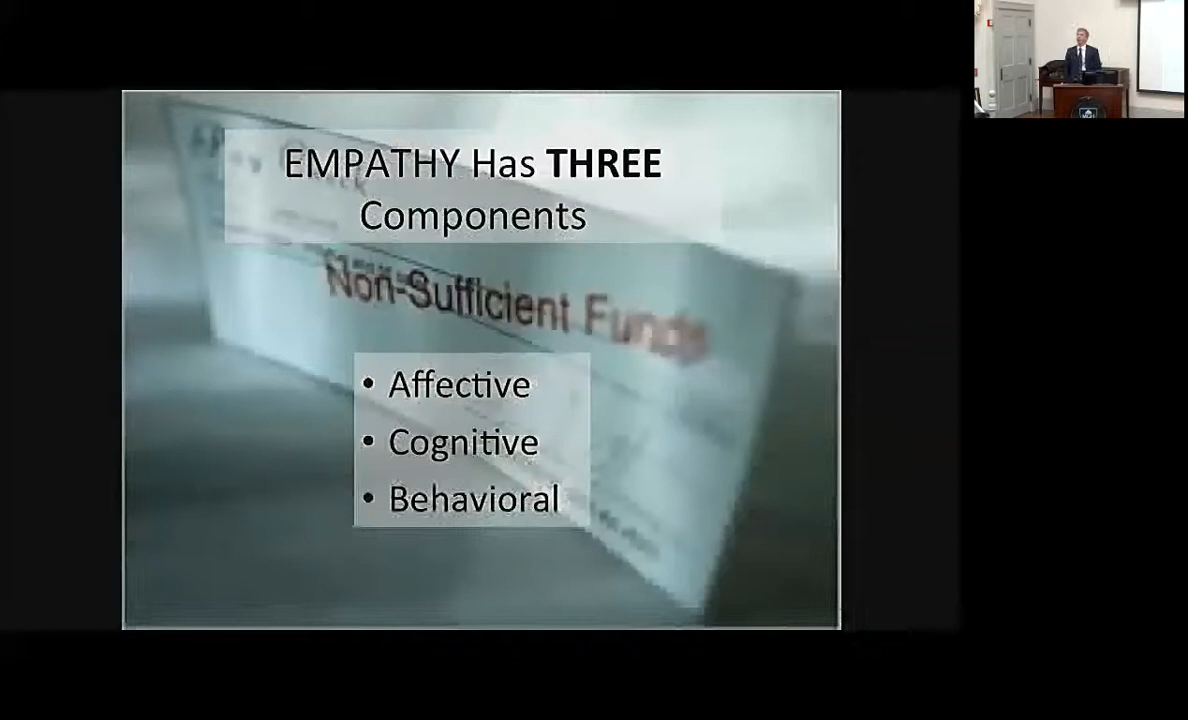 EMPATHY Has THREE
Components
Non-Sufficient Funds
• Affective
• Cognitive
• Behavioral